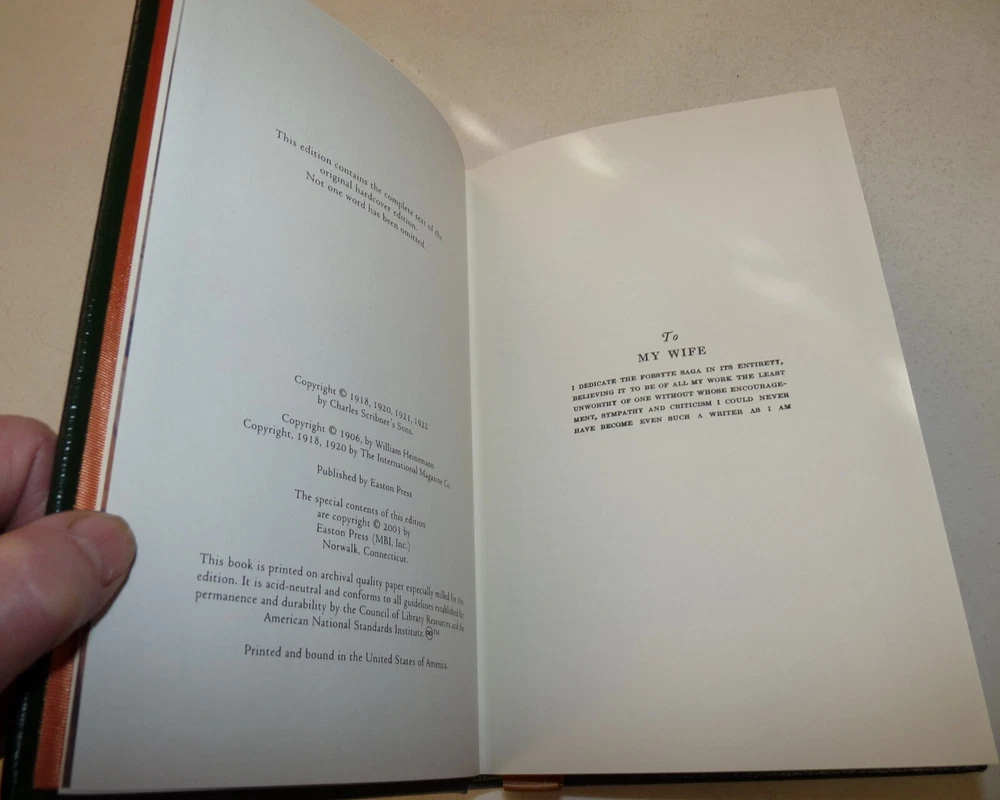 This edition contains the complete text of the
original hardcover edition.
Not one word has been omitted.
Copyright © 1918, 1920, 1921, 1922
by Charles Scribner's Sons.
Copyright © 1906, by William Heinemann
Copyright, 1918, 1920 by The International Magazine Co.
Published by Easton Press
The special contents of this edition
are copyright © 2003 by
Easton Press (MBI, Inc.)
Norwalk, Connecticut.
This book is printed on archival quality paper especially milled for this
edition. It is acid-neutral and conforms to all guidelines established for
permanence and durability by the Council of Library Resources and the
American National Standards Institute.♾™
Printed and bound in the United States of America.
To
MY WIFE
I DEDICATE THE FORSYTE SAGA IN ITS ENTIRETY,
BELIEVING IT TO BE OF ALL MY WORK THE LEAST
UNWORTHY OF ONE WITHOUT WHOSE ENCOURAGE-
MENT, SYMPATHY AND CRITICISM I COULD NEVER
HAVE BECOME EVEN SUCH A WRITER AS I AM